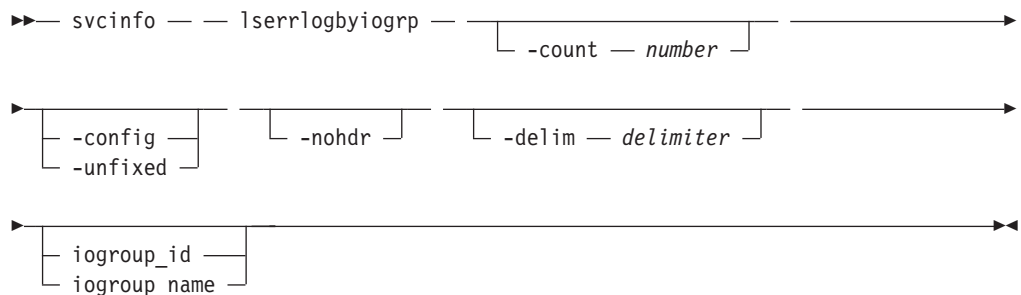 svcinfo lserrlogbyiogrp
-count number
-config -nohdr -delim delimiter
-unfixed
iogroup_id
iogroup_name